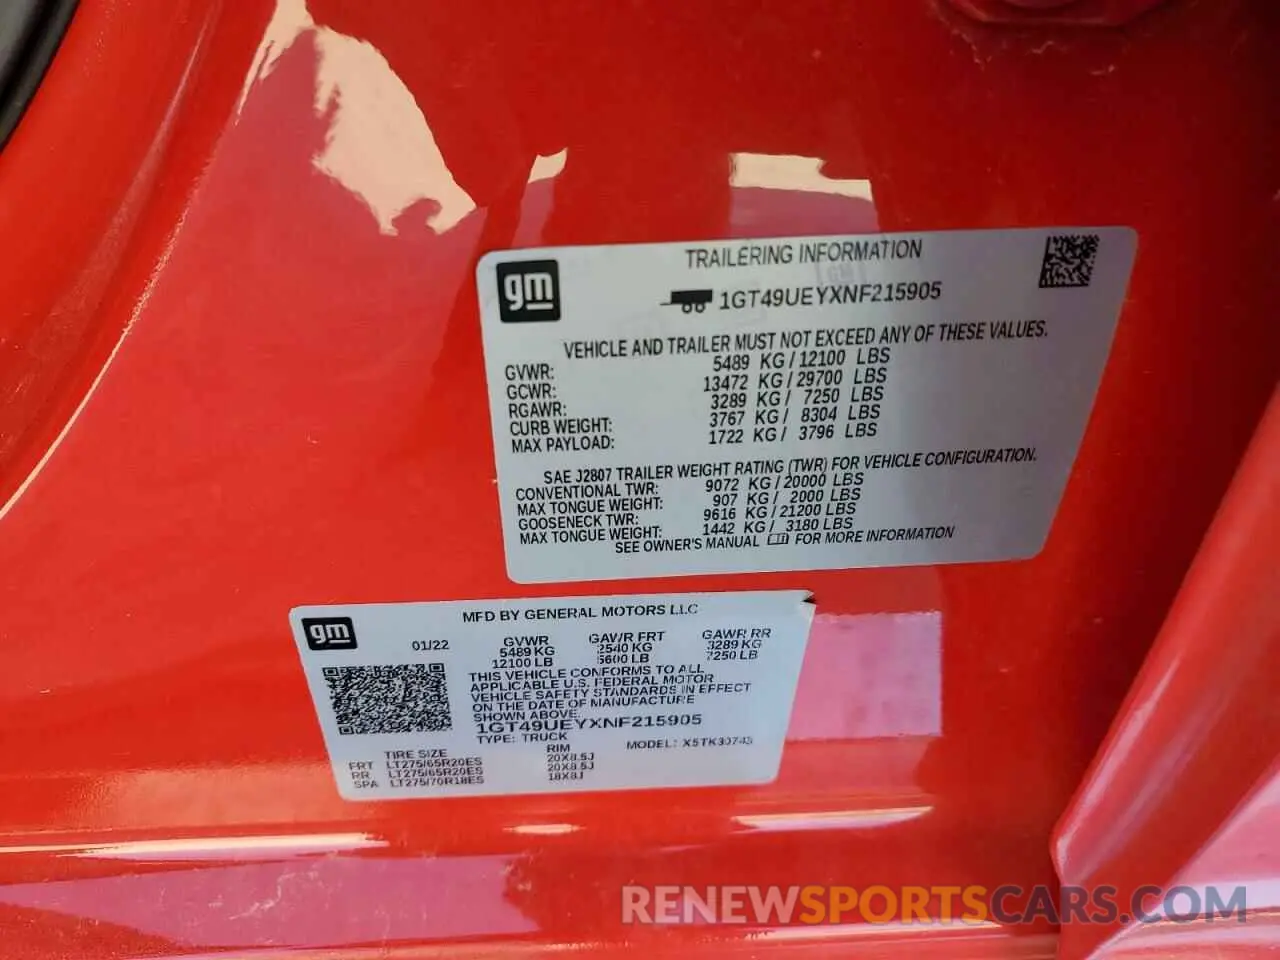 gm
TRAILERING INFORMATION
1GT49UEYXNF215905
VEHICLE AND TRAILER MUST NOT EXCEED ANY OF THESE VALUES.
GVWR: 5489 KG / 12100 LBS
GCWR: 13472 KG / 29700 LBS
RGAWR: 3289 KG / 7250 LBS
CURB WEIGHT: 3767 KG / 8304 LBS
MAX PAYLOAD: 1722 KG / 3796 LBS
SAE J2807 TRAILER WEIGHT RATING (TWR) FOR VEHICLE CONFIGURATION.
CONVENTIONAL TWR: 9072 KG / 20000 LBS
MAX TONGUE WEIGHT: 907 KG / 2000 LBS
GOOSENECK TWR: 9616 KG / 21200 LBS
MAX TONGUE WEIGHT: 1442 KG / 3180 LBS
SEE OWNER'S MANUAL FOR MORE INFORMATION
gm
MFD BY GENERAL MOTORS LLC
01/22 GVWR GAWR FRT GAWR RR
5489 KG 2540 KG 3289 KG
12100 LB 5600 LB 7250 LB
THIS VEHICLE CONFORMS TO ALL
APPLICABLE U.S. FEDERAL MOTOR
VEHICLE SAFETY STANDARDS IN EFFECT
ON THE DATE OF MANUFACTURE
SHOWN ABOVE.
1GT49UEYXNF215905
TYPE: TRUCK MODEL: X5TK30743
TIRE SIZE RIM
FRT LT275/65R20ES 20X8.5J
RR LT275/65R20ES 20X8.5J
SPA LT275/70R18ES 18X8J
RENEWSPORTSCARS.COM